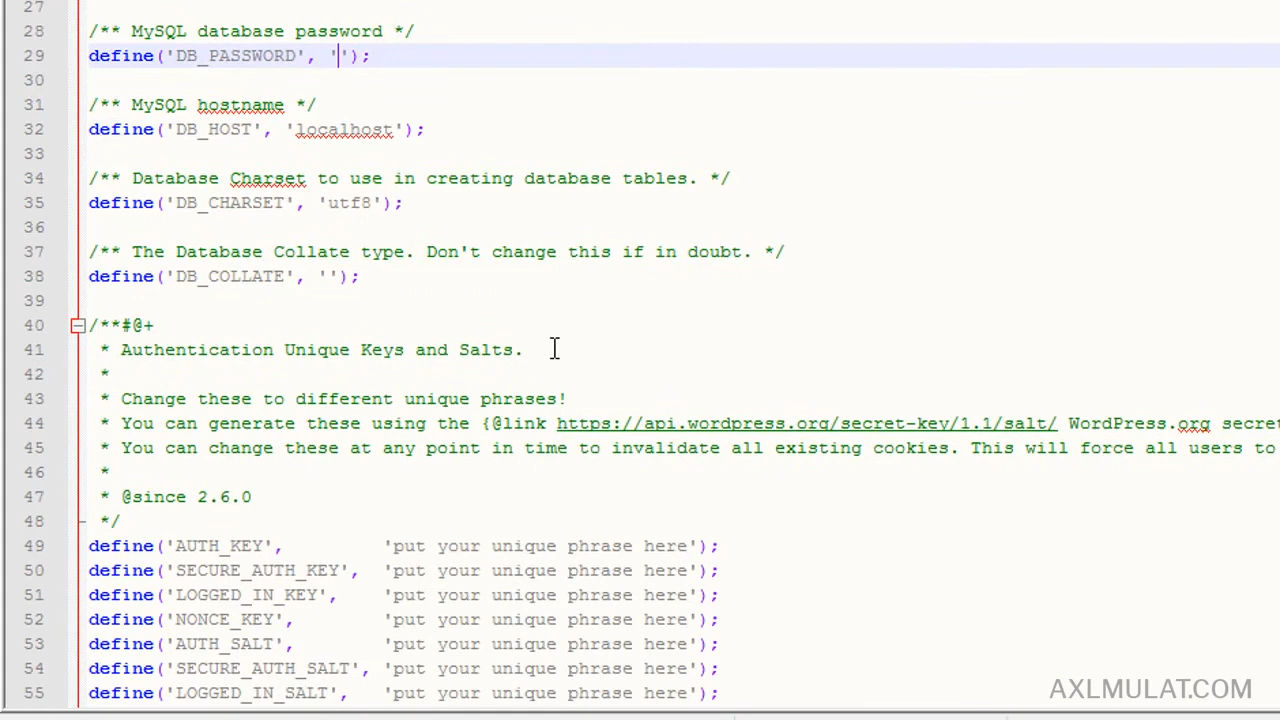 27
28 /** MySQL database password */
29 define('DB_PASSWORD', '');
30
31 /** MySQL hostname */
32 define('DB_HOST', 'localhost');
33
34 /** Database Charset to use in creating database tables. */
35 define('DB_CHARSET', 'utf8');
36
37 /** The Database Collate type. Don't change this if in doubt. */
38 define('DB_COLLATE', '');
39
40 /**#@+
41 * Authentication Unique Keys and Salts.
42 *
43 * Change these to different unique phrases!
44 * You can generate these using the {@link https://api.wordpress.org/secret-key/1.1/salt/ WordPress.org secret
45 * You can change these at any point in time to invalidate all existing cookies. This will force all users to
46 *
47 * @since 2.6.0
48 */
49 define('AUTH_KEY', 'put your unique phrase here');
50 define('SECURE_AUTH_KEY', 'put your unique phrase here');
51 define('LOGGED_IN_KEY', 'put your unique phrase here');
52 define('NONCE_KEY', 'put your unique phrase here');
53 define('AUTH_SALT', 'put your unique phrase here');
54 define('SECURE_AUTH_SALT', 'put your unique phrase here');
55 define('LOGGED_IN_SALT', 'put your unique phrase here');
AXLMULAT.COM